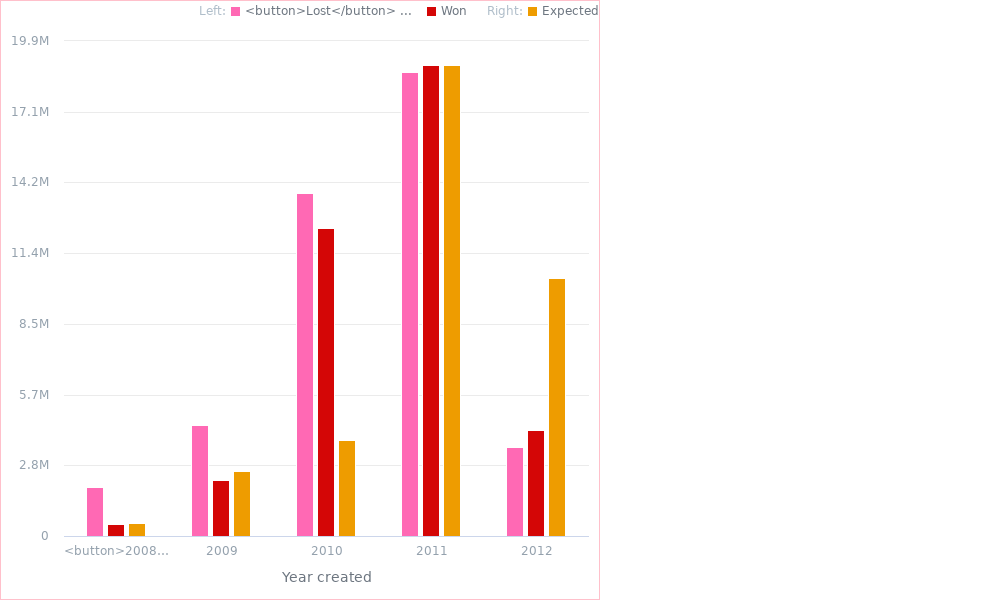 Left: <button>Lost</button> ... Won Right: Expected
19.9M
17.1M
14.2M
11.4M
8.5M
5.7M
2.8M
0
<button>2008... 2009 2010 2011 2012
Year created